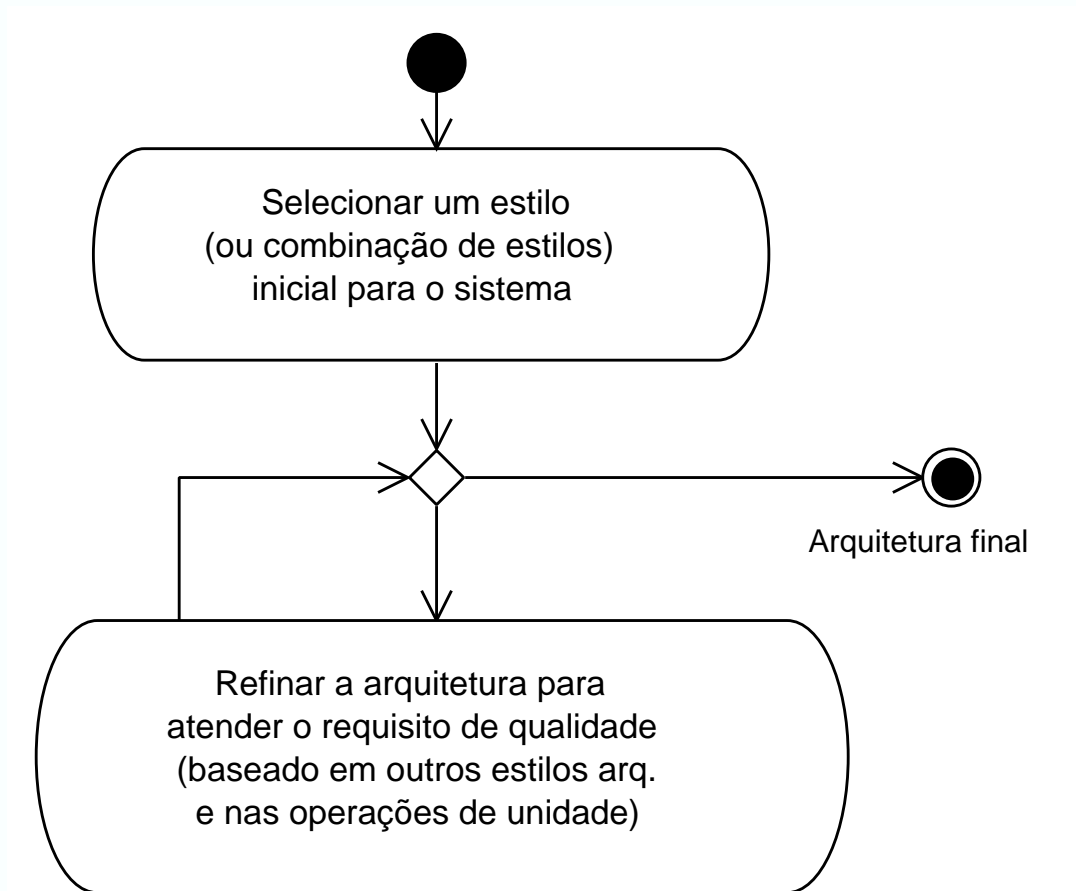 Selecionar um estilo
(ou combinação de estilos)
inicial para o sistema
Arquitetura final
Refinar a arquitetura para
atender o requisito de qualidade
(baseado em outros estilos arq.
e nas operações de unidade)